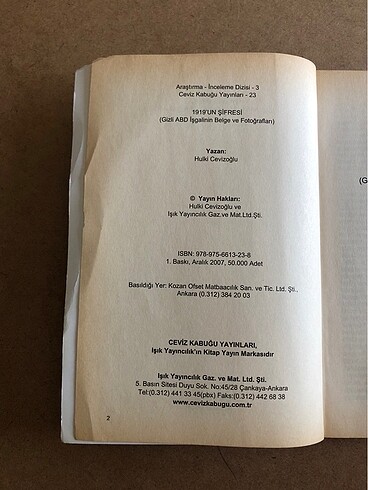 Araştırma - İnceleme Dizisi - 3
Ceviz Kabuğu Yayınları - 23
1919'UN ŞİFRESİ
(Gizli ABD İşgalinin Belge ve Fotoğrafları)
Yazan:
Hulki Cevizoğlu
© Yayın Hakları:
Hulki Cevizoğlu ve
Işık Yayıncılık Gaz.ve Mat.Ltd.Şti.
ISBN: 978-975-6613-23-8
1. Baskı, Aralık 2007, 50.000 Adet
Basıldığı Yer: Kozan Ofset Matbaacılık San. ve Tic. Ltd. Şti.,
Ankara (0.312) 384 20 03
CEVİZ KABUĞU YAYINLARI,
Işık Yayıncılık'ın Kitap Yayın Markasıdır
Işık Yayıncılık Gaz. ve Mat. Ltd. Şti.
5. Basın Sitesi Duyu Sok. No:45/28 Çankaya-Ankara
Tel:(0.312) 441 33 45(pbx) Faks:(0.312) 442 68 38
www.cevizkabugu.com.tr
2
(G